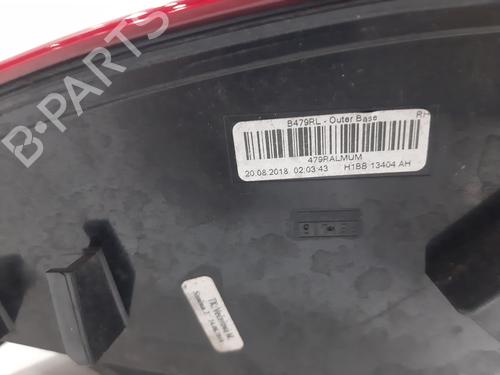 B479RL - Outer Base RH
479RALMUM
20.08.2018 02:03:43 H1BB 13404 AH
B-PARTS